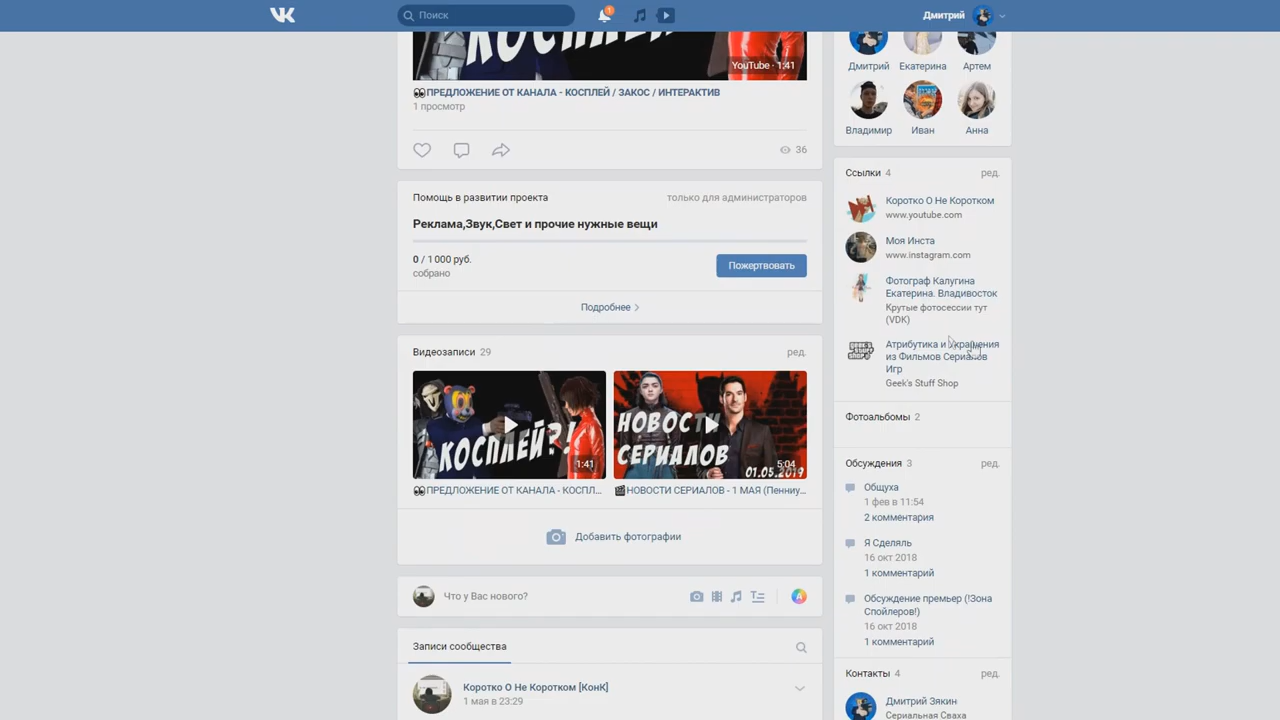 Поиск
1
Дмитрий
КОСПЛЕЙ
YouTube · 1:41
ПРЕДЛОЖЕНИЕ ОТ КАНАЛА - КОСПЛЕЙ / ЗАКОС / ИНТЕРАКТИВ
1 просмотр
36
Помощь в развитии проекта
только для администраторов
Реклама,Звук,Свет и прочие нужные вещи
0 / 1 000 руб.
собрано
Пожертвовать
Подробнее
Видеозаписи 29
ред.
КОСПЛЕЙ?!
1:41
НОВОСТИ
СЕРИАЛОВ
5:04
01.05.2019
ПРЕДЛОЖЕНИЕ ОТ КАНАЛА - КОСПЛ...
НОВОСТИ СЕРИАЛОВ - 1 МАЯ (Пенниу...
Добавить фотографии
Что у Вас нового?
Записи сообщества
Коротко О Не Коротком [КонК]
1 мая в 23:29
Дмитрий
Екатерина
Артем
Владимир
Иван
Анна
Ссылки 4
ред.
Коротко О Не Коротком
www.youtube.com
Моя Инста
www.instagram.com
Фотограф Калугина
Екатерина. Владивосток
Крутые фотосессии тут
(VDK)
Атрибутика и Украшения
из Фильмов Сериалов
Игр
Geek's Stuff Shop
Фотоальбомы 2
Обсуждения 3
ред.
Общуха
1 фев в 11:54
2 комментария
Я Сделяль
16 окт 2018
1 комментарий
Обсуждение премьер (!Зона
Спойлеров!)
16 окт 2018
1 комментарий
Контакты 4
ред.
Дмитрий Зякин
Сериальная Сваха